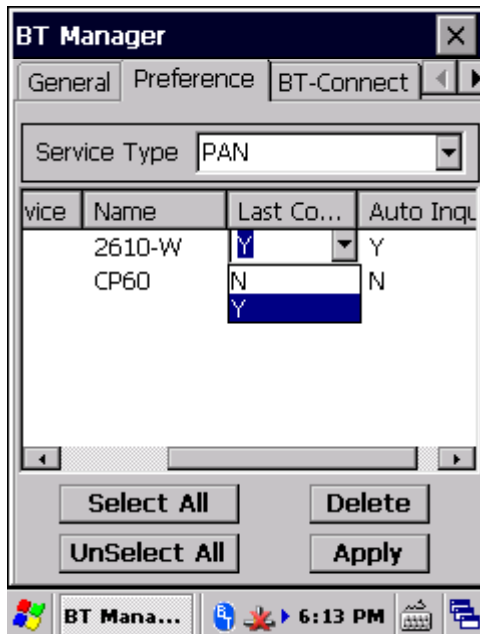 BT Manager
General Preference BT-Connect
Service Type PAN
vice Name Last Co... Auto Inqu
2610-W Y Y
CP60 N N
Y
Select All Delete
UnSelect All Apply
BT Mana... 6:13 PM